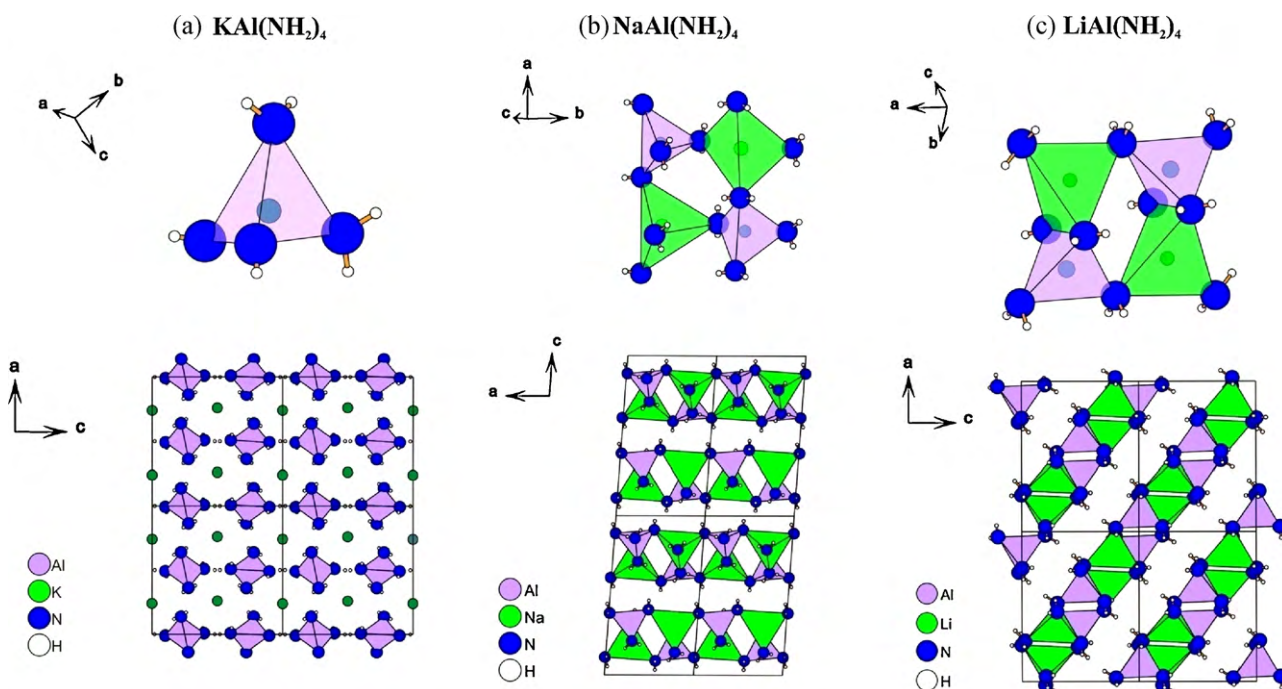 (a) KAl(NH₂)₄
(b) NaAl(NH₂)₄
(c) LiAl(NH₂)₄
a
b
c
a
c
b
c
a
b
a
c
Al
K
N
H
c
a
Al
Na
N
H
a
c
Al
Li
N
H